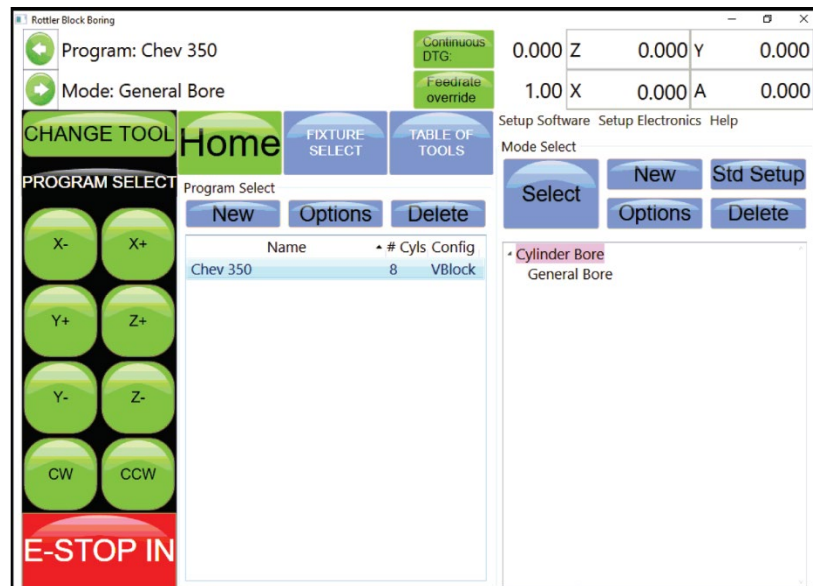 Rottler Block Boring
Program: Chev 350
Continuous
DTG:
0.000 Z 0.000 Y 0.000
Mode: General Bore
Feedrate
override
1.00 X 0.000 A 0.000
CHANGE TOOL
Home
FIXTURE
SELECT
TABLE OF
TOOLS
Setup Software Setup Electronics Help
Mode Select
PROGRAM SELECT
Program Select
Select
New
Std Setup
New
Options
Delete
Options
Delete
X-
X+
Name # Cyls Config
Chev 350 8 VBlock
Cylinder Bore
General Bore
Y+
Z+
Y-
Z-
CW
CCW
E-STOP IN